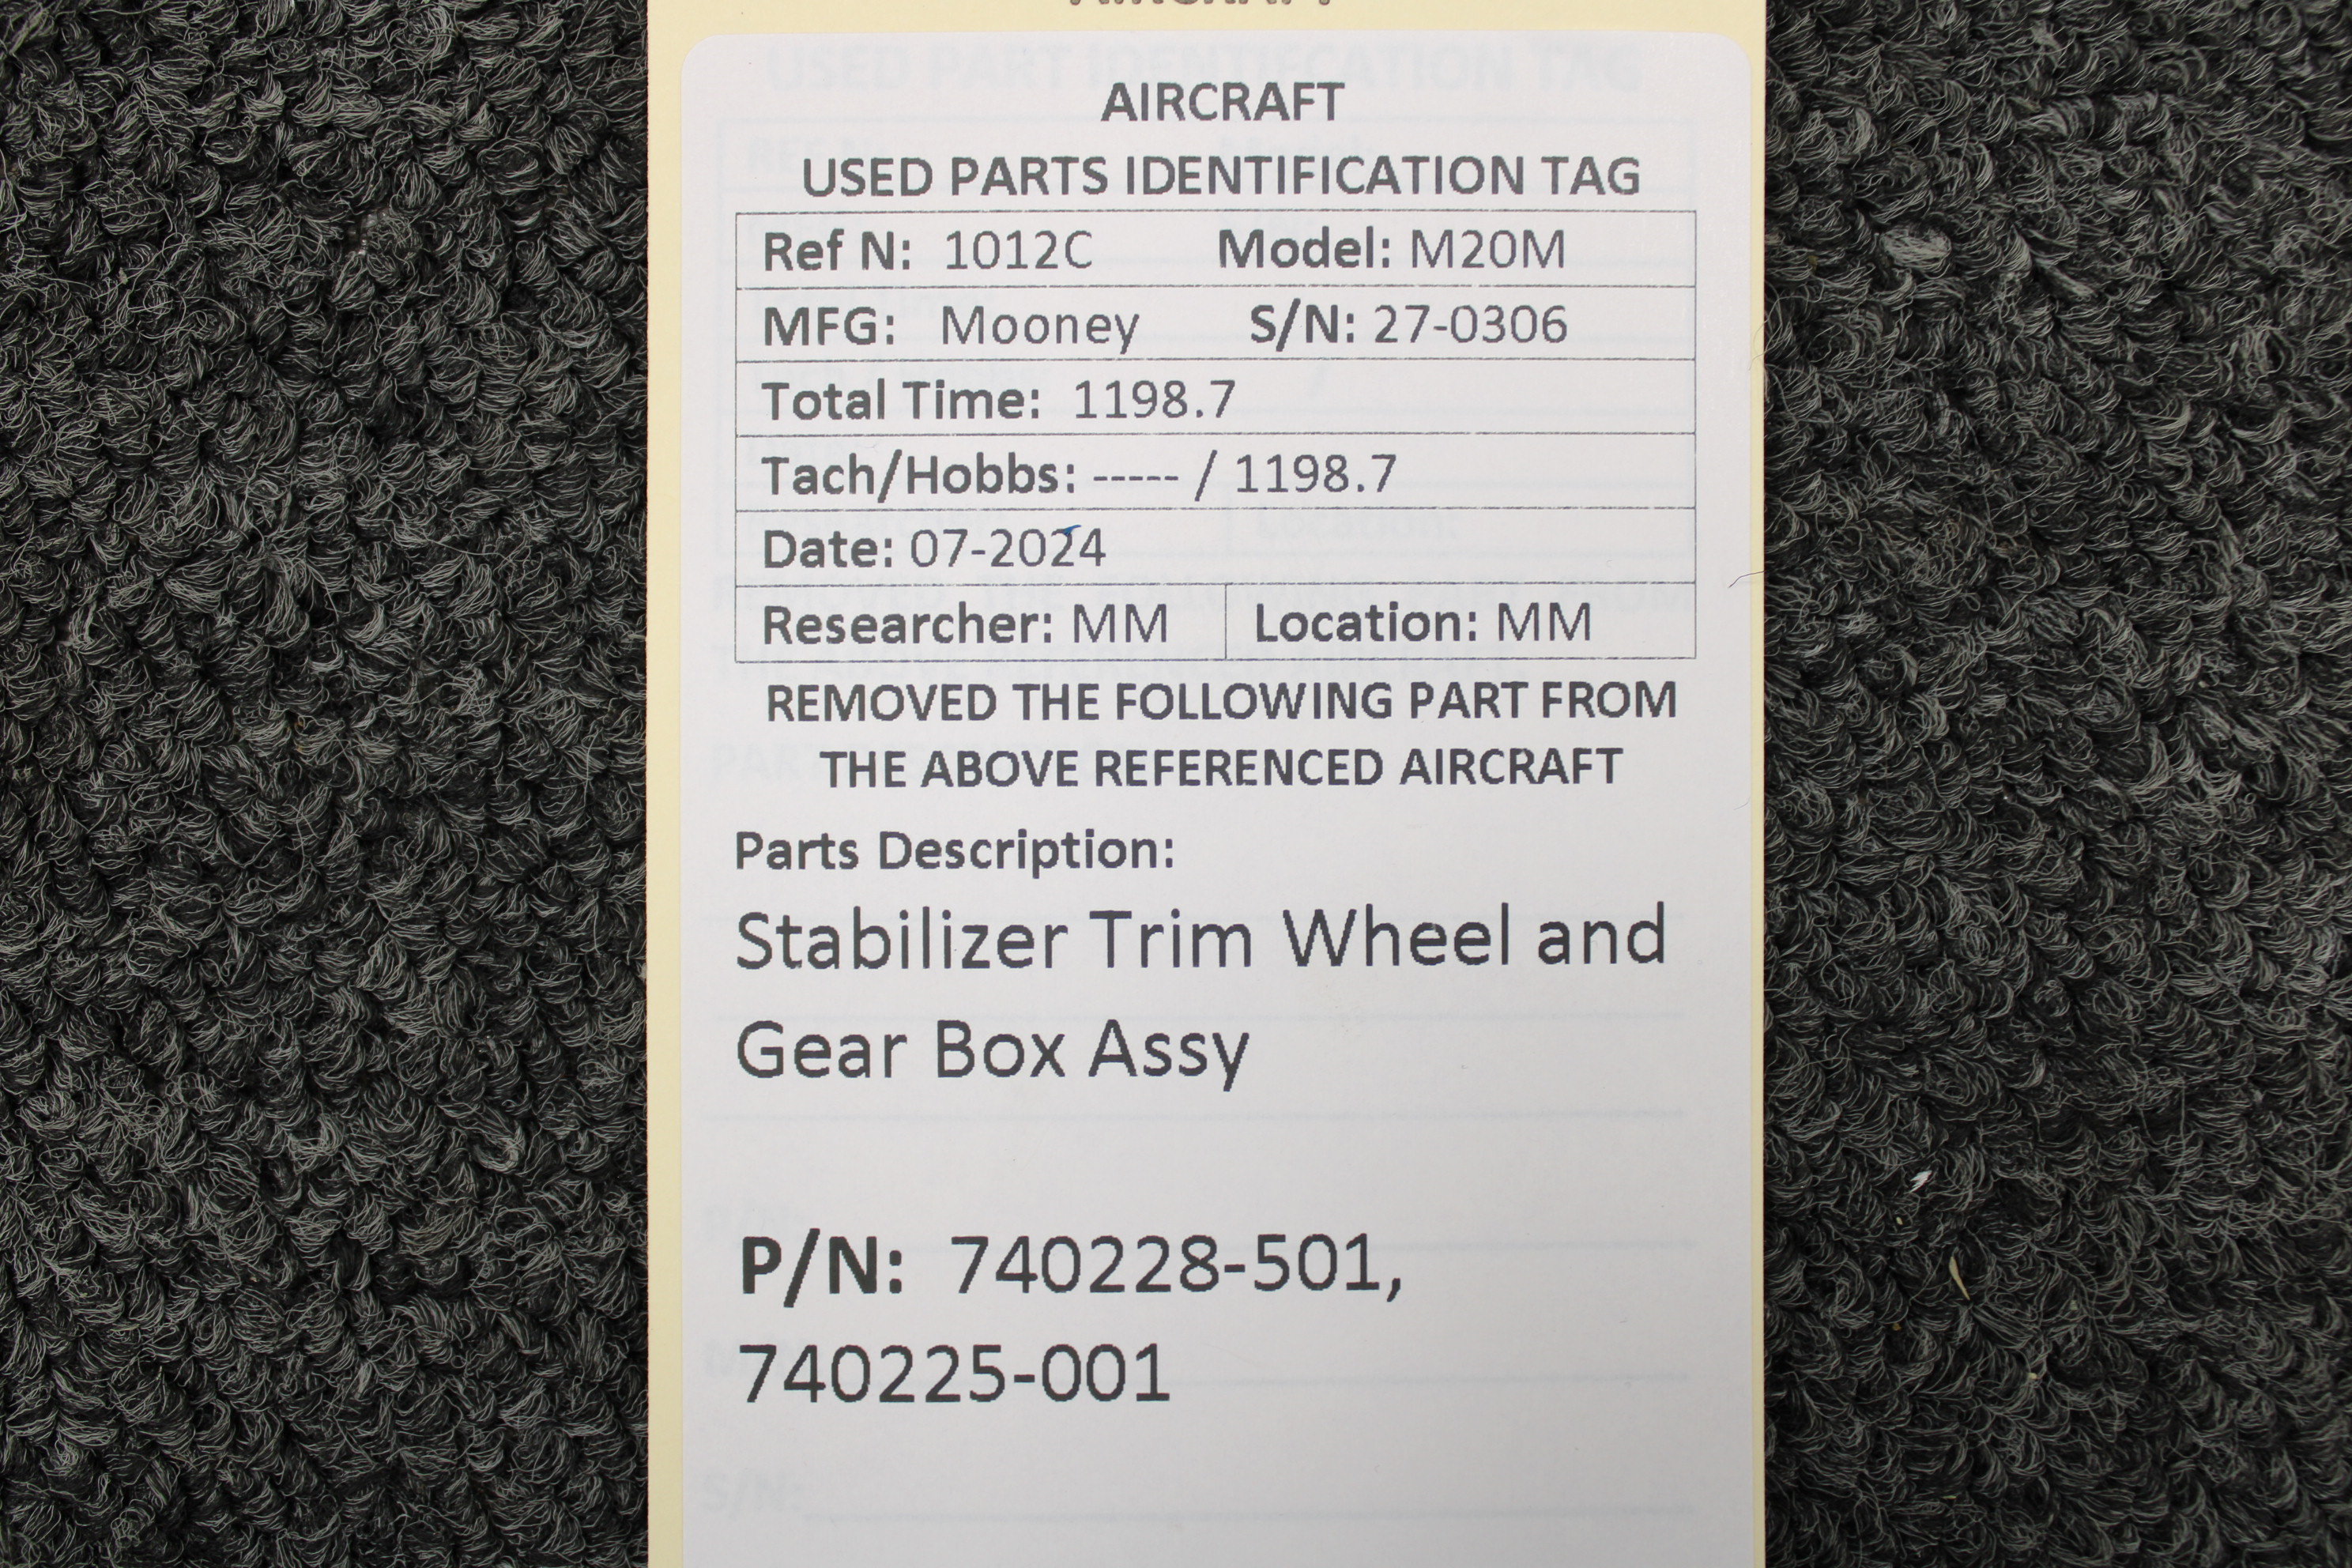 AIRCRAFT
USED PARTS IDENTIFICATION TAG
Ref N: 1012C Model: M20M
MFG: Mooney S/N: 27-0306
Total Time: 1198.7
Tach/Hobbs: ----- / 1198.7
Date: 07-2024
Researcher: MM Location: MM
REMOVED THE FOLLOWING PART FROM
THE ABOVE REFERENCED AIRCRAFT
Parts Description:
Stabilizer Trim Wheel and
Gear Box Assy
P/N: 740228-501,
740225-001